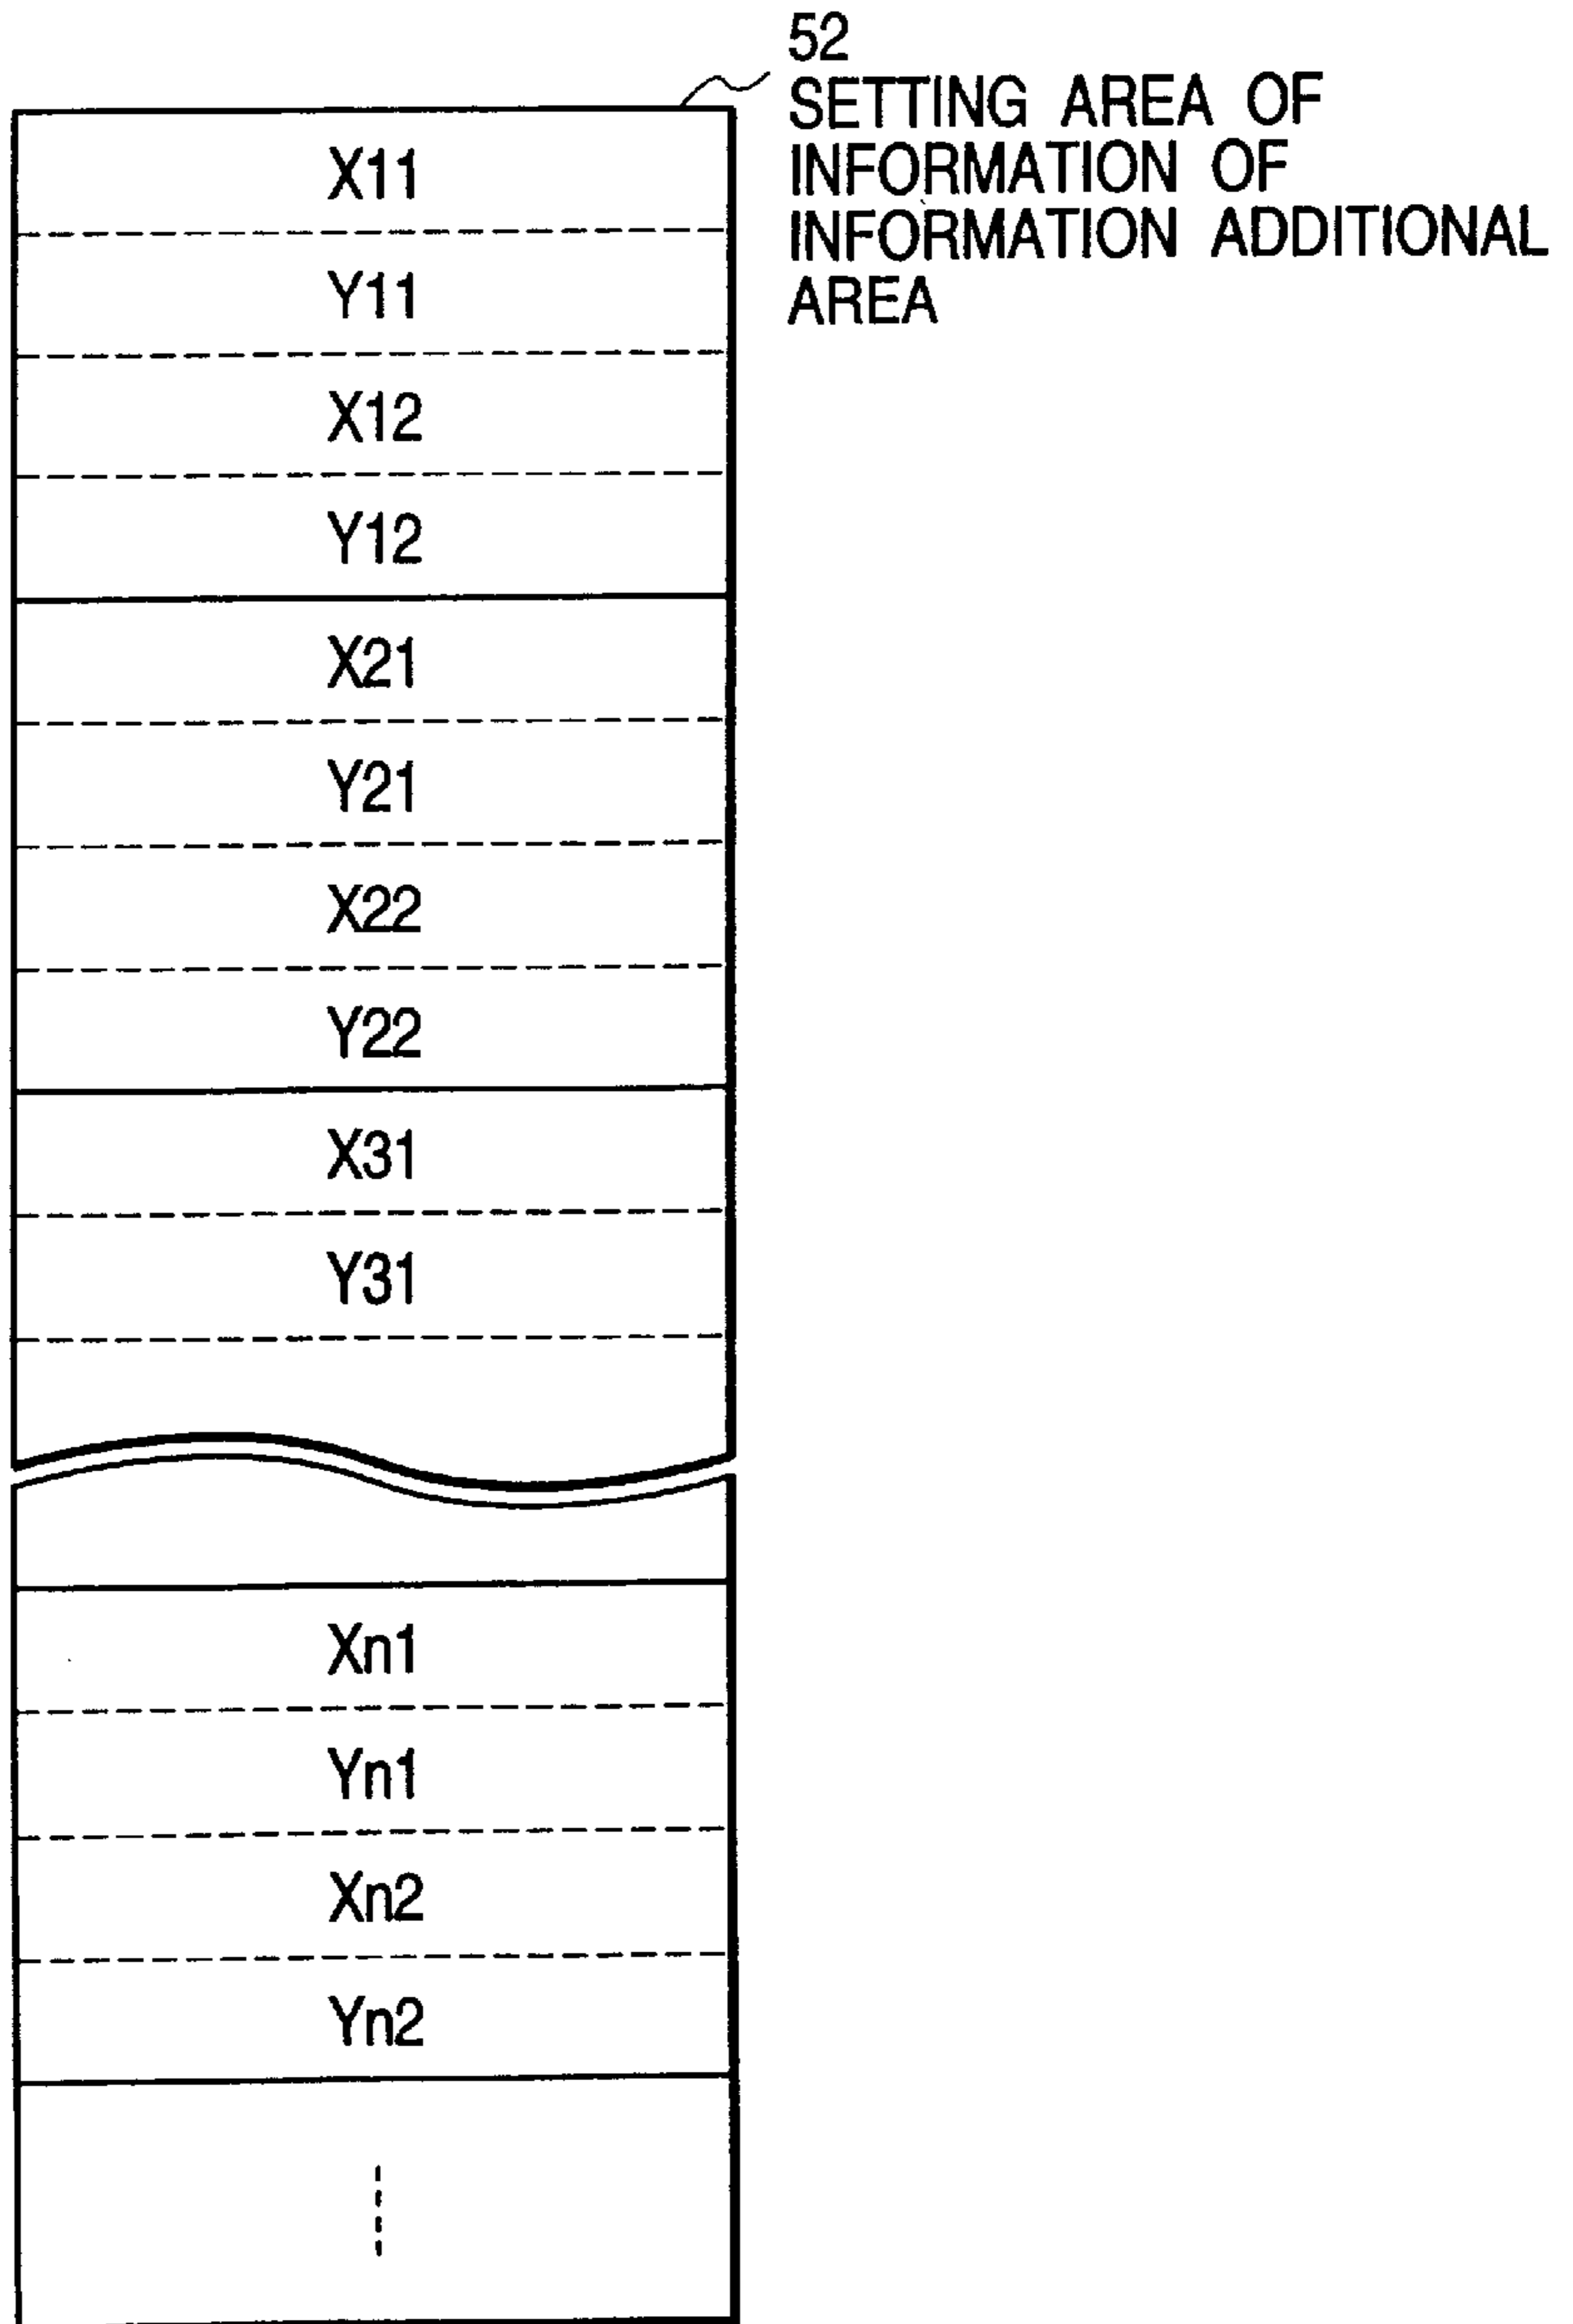 52
SETTING AREA OF
INFORMATION OF
INFORMATION ADDITIONAL
AREA
X11
Y11
X12
Y12
X21
Y21
X22
Y22
X31
Y31
Xn1
Yn1
Xn2
Yn2